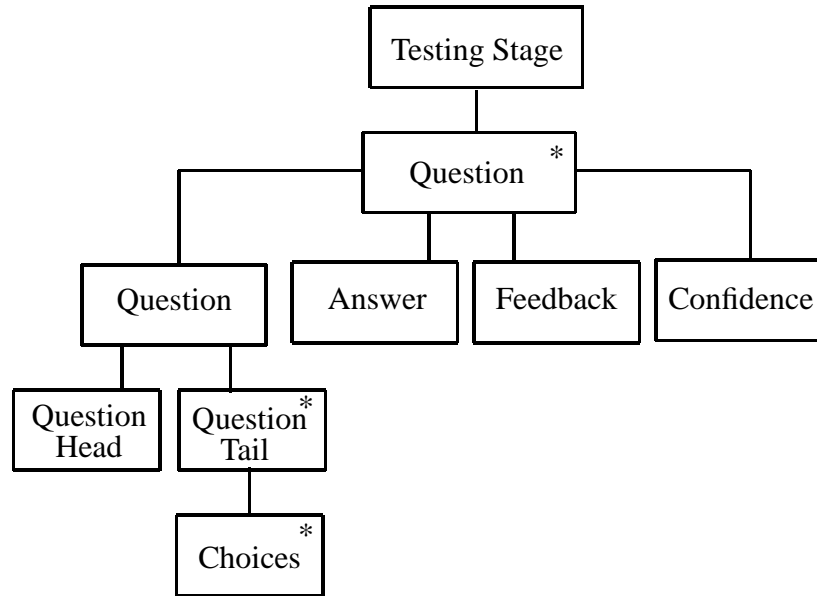 Testing Stage
*
Question
Question
Answer
Feedback
Confidence
Question
Head
*
Question
Tail
*
Choices